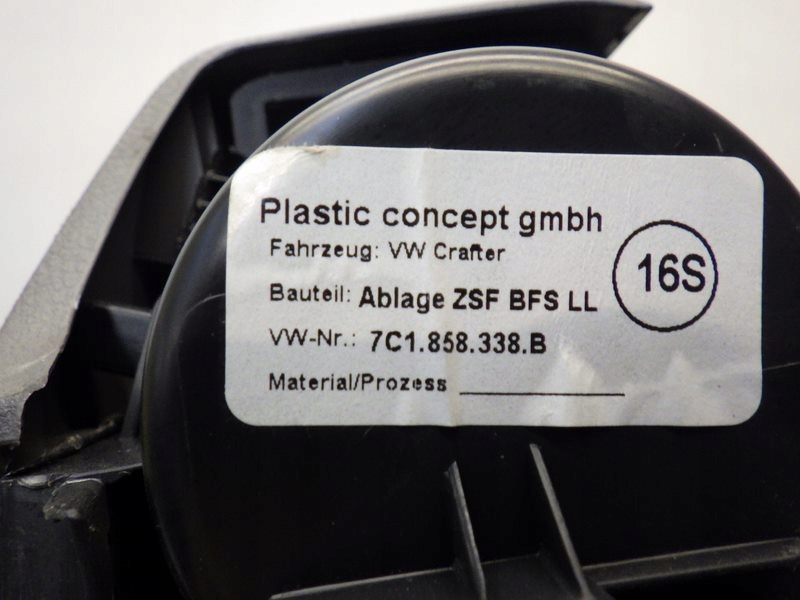 Plastic concept gmbh
Fahrzeug: VW Crafter
Bauteil: Ablage ZSF BFS LL
16S
VW-Nr.: 7C1.858.338.B
Material/Prozess